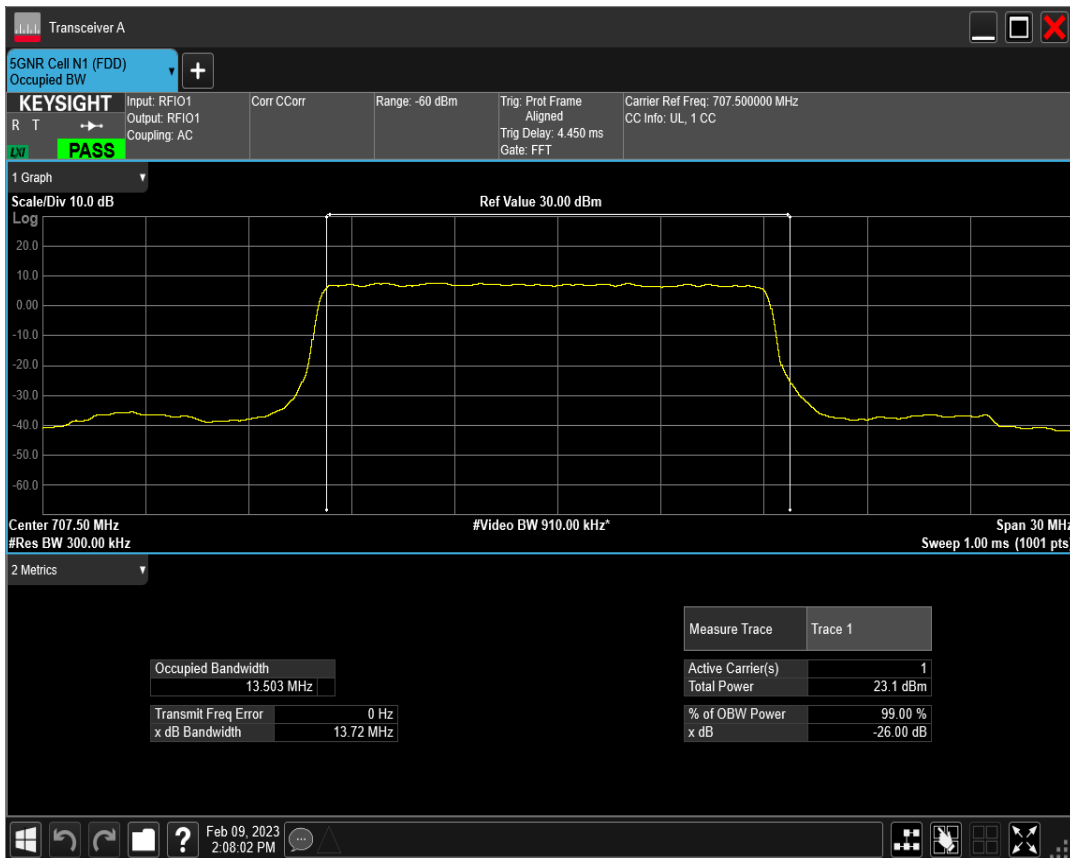 Transceiver A
5GNR Cell N1 (FDD)
Occupied BW
KEYSIGHT
R T
LXI
PASS
Input: RFIO1
Output: RFIO1
Coupling: AC
Corr CCorr
Range: -60 dBm
Trig: Prot Frame
Aligned
Trig Delay: 4.450 ms
Gate: FFT
Carrier Ref Freq: 707.500000 MHz
CC Info: UL, 1 CC
1 Graph
Scale/Div 10.0 dB
Ref Value 30.00 dBm
Log
20.0
10.0
0.00
-10.0
-20.0
-30.0
-40.0
-50.0
-60.0
Center 707.50 MHz
#Video BW 910.00 kHz*
Span 30 MHz
#Res BW 300.00 kHz
Sweep 1.00 ms (1001 pts)
2 Metrics
Measure Trace Trace 1
Occupied Bandwidth
13.503 MHz
Active Carrier(s) 1
Total Power 23.1 dBm
Transmit Freq Error 0 Hz
x dB Bandwidth 13.72 MHz
% of OBW Power 99.00 %
x dB -26.00 dB
?
Feb 09, 2023
2:08:02 PM